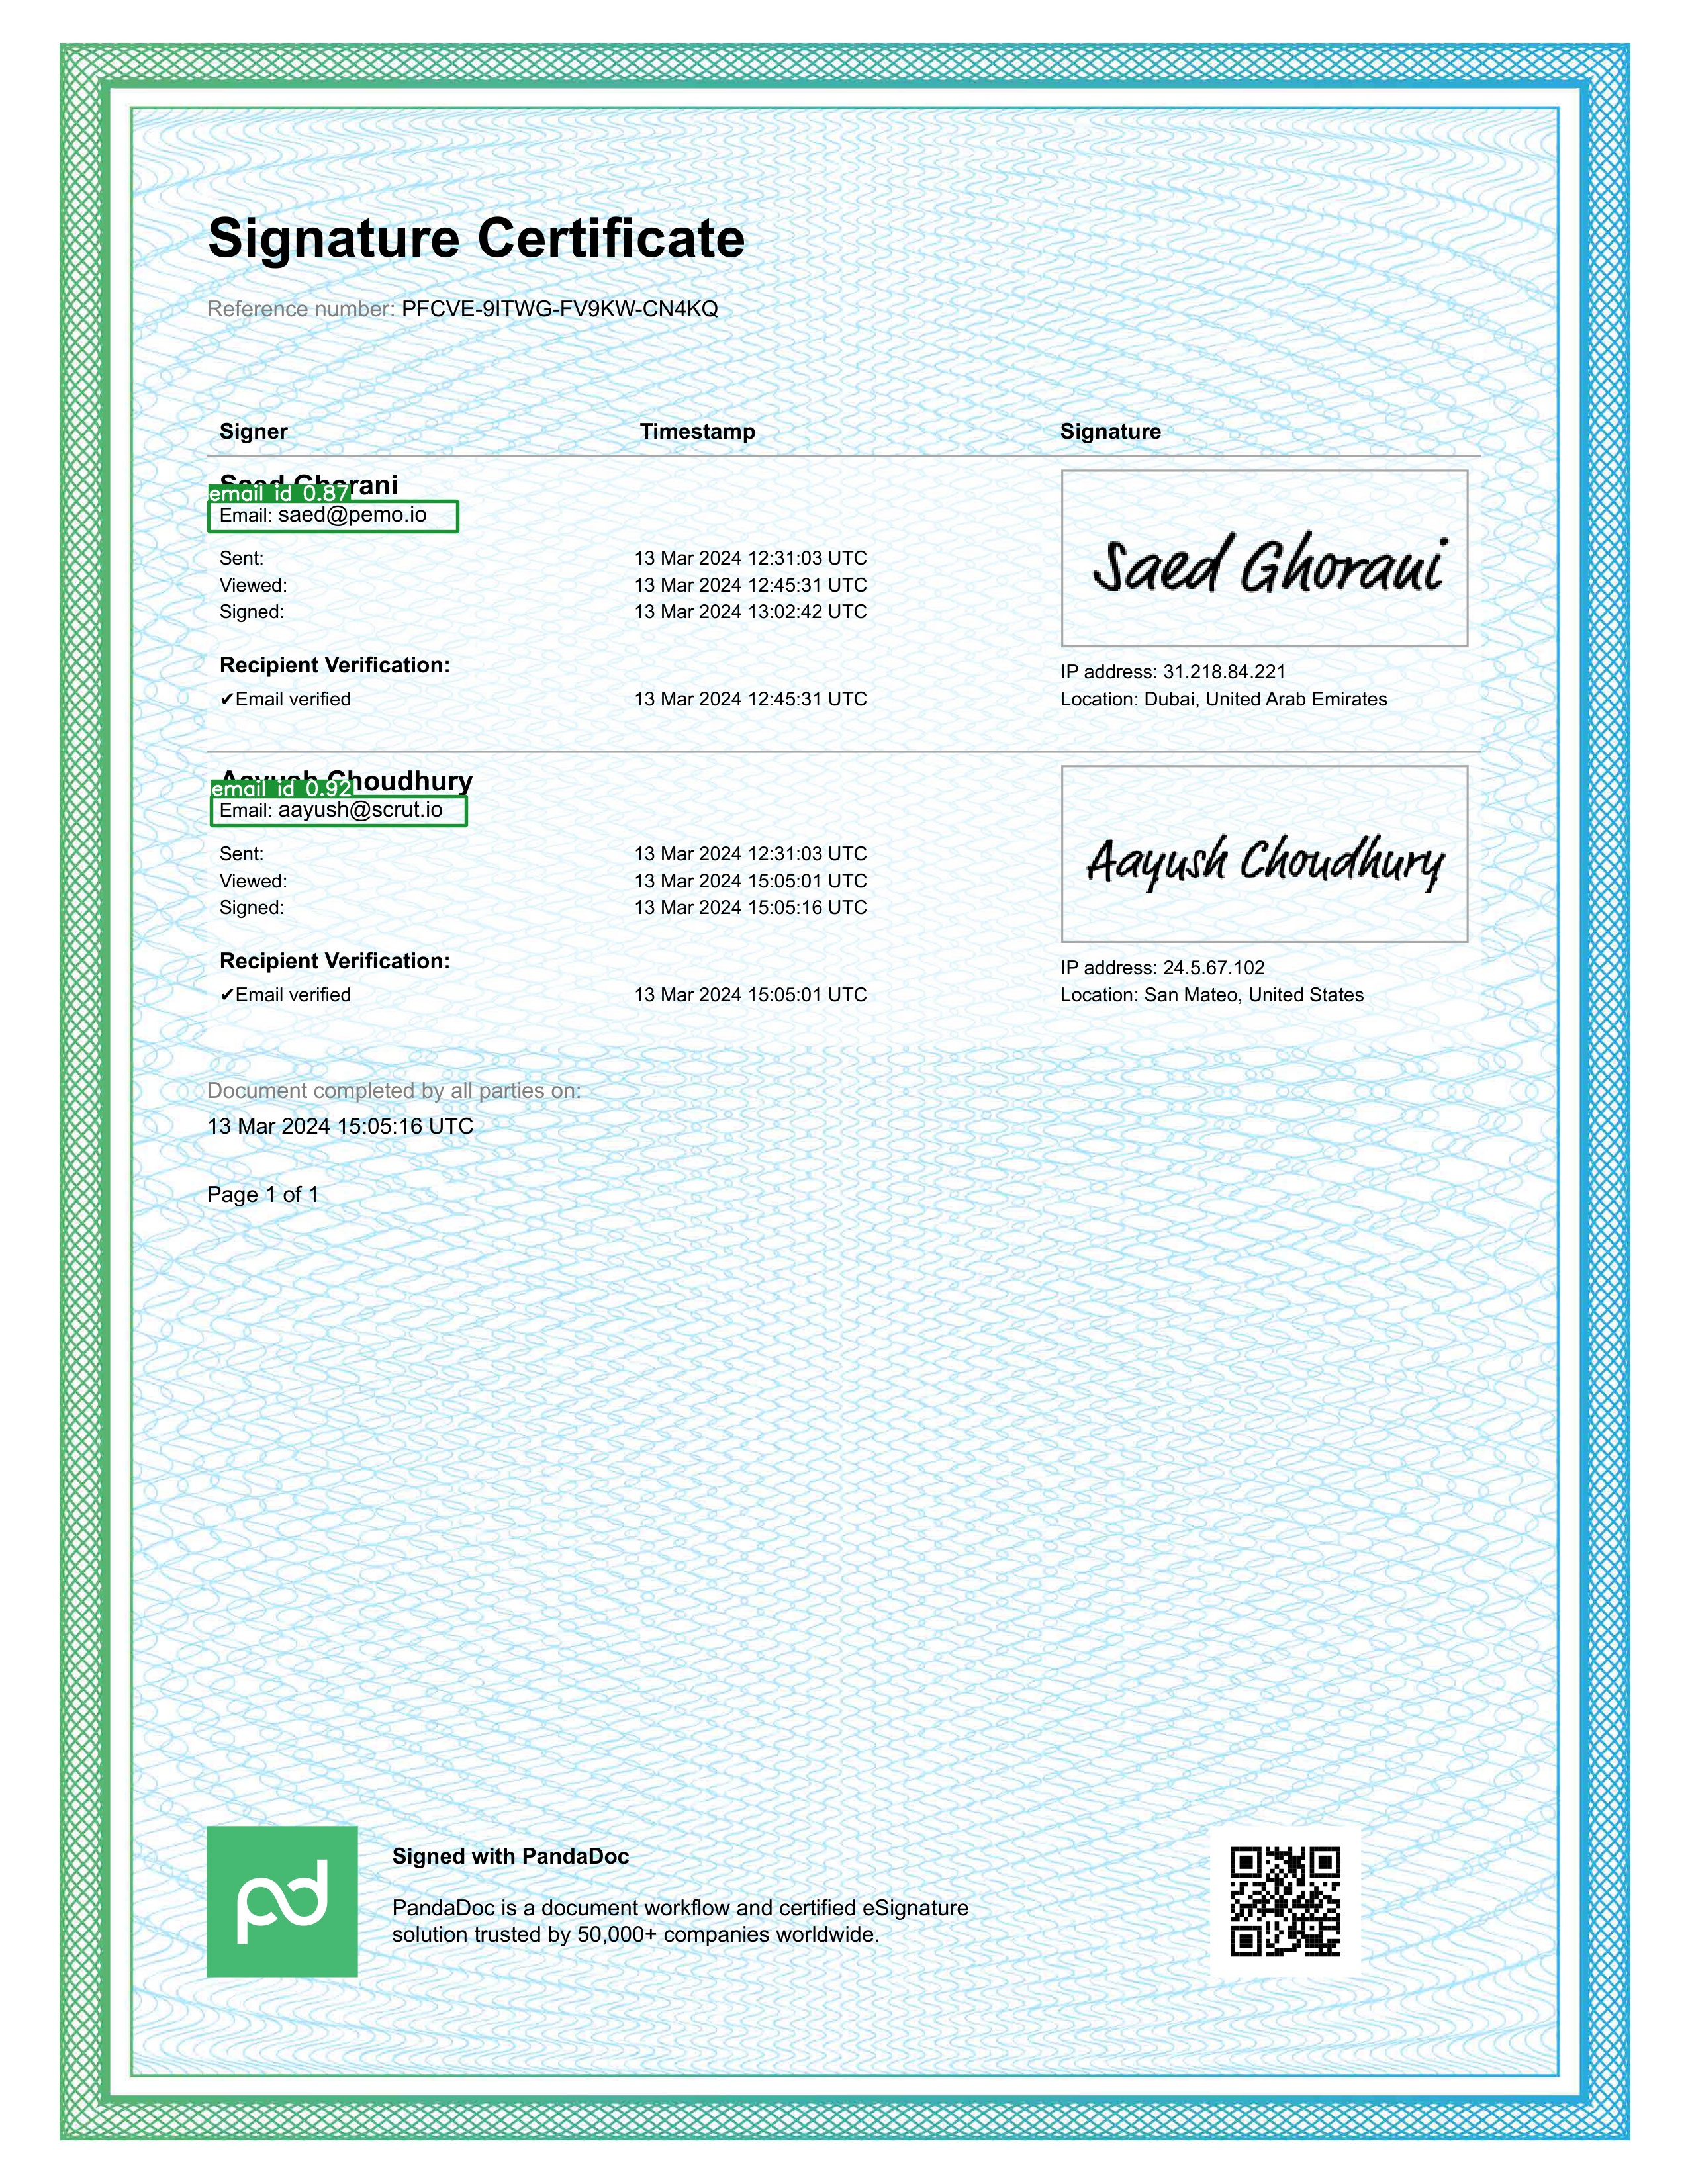 Signature Certificate
Reference number: PFCVE-9ITWG-FV9KW-CN4KQ
Signer Timestamp Signature
Saed Ghorani
email_id 0.87
Email: saed@pemo.io
Sent: 13 Mar 2024 12:31:03 UTC
Viewed: 13 Mar 2024 12:45:31 UTC
Signed: 13 Mar 2024 13:02:42 UTC
Saed Ghorani
Recipient Verification:
✔Email verified 13 Mar 2024 12:45:31 UTC
IP address: 31.218.84.221
Location: Dubai, United Arab Emirates
Aayush Choudhury
email_id 0.92
Email: aayush@scrut.io
Sent: 13 Mar 2024 12:31:03 UTC
Viewed: 13 Mar 2024 15:05:01 UTC
Signed: 13 Mar 2024 15:05:16 UTC
Aayush Choudhury
Recipient Verification:
✔Email verified 13 Mar 2024 15:05:01 UTC
IP address: 24.5.67.102
Location: San Mateo, United States
Document completed by all parties on:
13 Mar 2024 15:05:16 UTC
Page 1 of 1
pd
Signed with PandaDoc
PandaDoc is a document workflow and certified eSignature
solution trusted by 50,000+ companies worldwide.